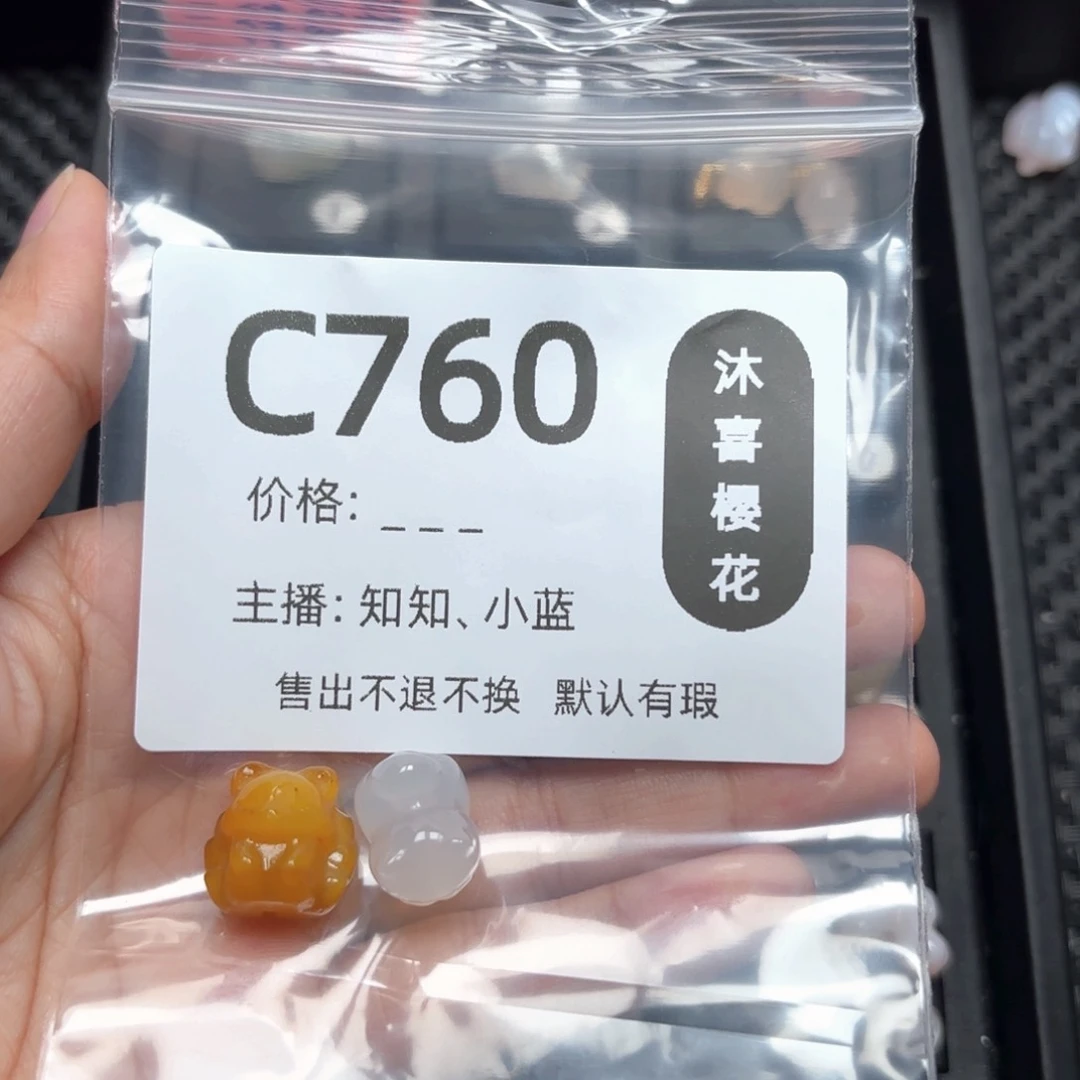 C760
价格: _ _ _
主播: 知知、小蓝
售出不退不换 默认有瑕
沐喜樱花